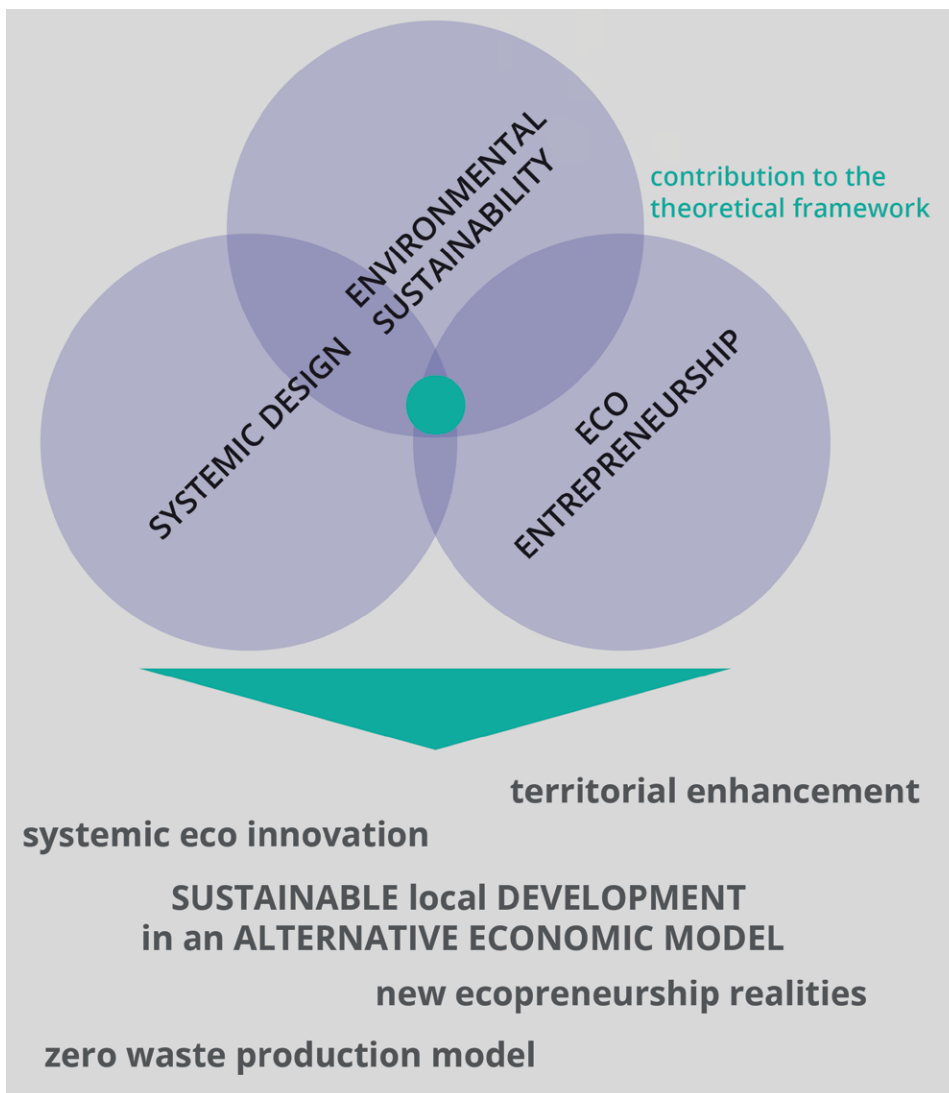 ENVIRONMENTAL
SUSTAINABILITY
contribution to the
theoretical framework
SYSTEMIC DESIGN
ECO
ENTREPRENEURSHIP
territorial enhancement
systemic eco innovation
SUSTAINABLE local DEVELOPMENT
in an ALTERNATIVE ECONOMIC MODEL
new ecopreneurship realities
zero waste production model